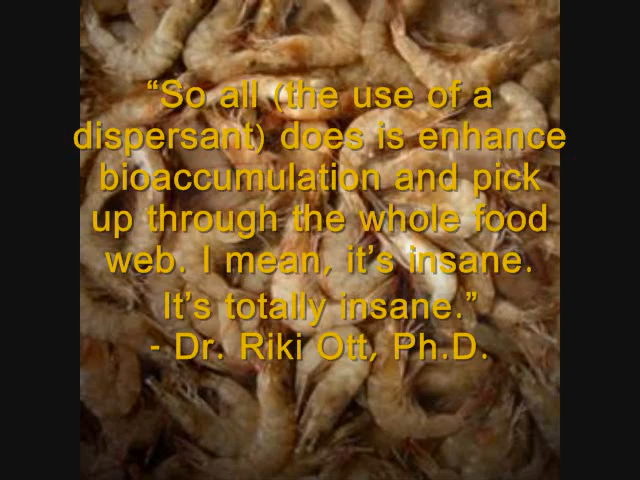 “So all (the use of a
dispersant) does is enhance
bioaccumulation and pick
up through the whole food
web. I mean, it’s insane.
It’s totally insane.”
- Dr. Riki Ott, Ph.D.